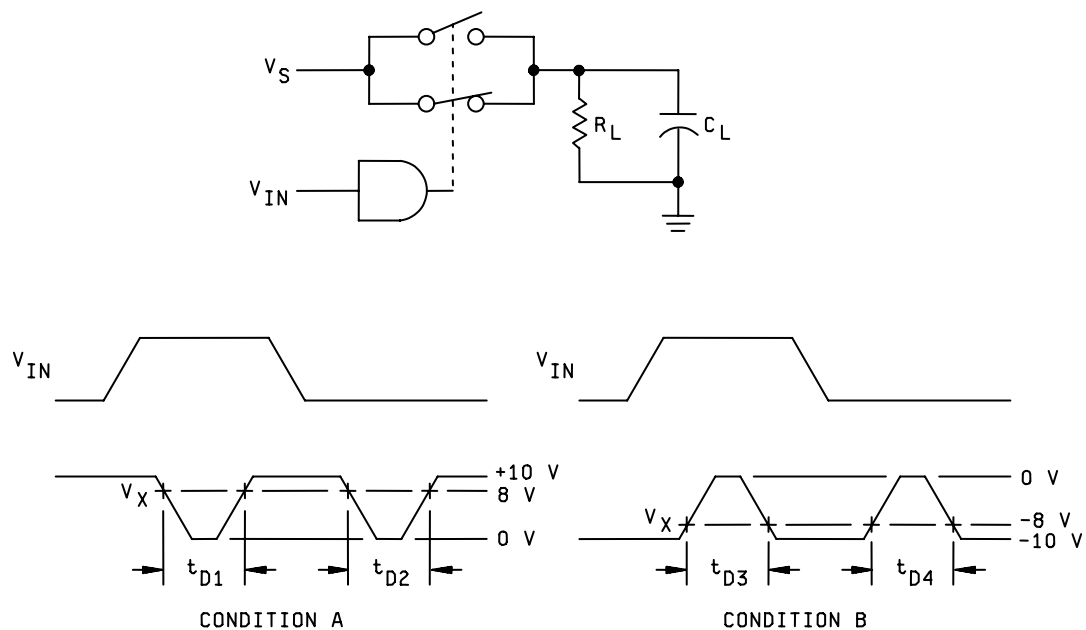 V_S
R_L
C_L
V_IN
V_IN
V_IN
+10 V
V_X
8 V
0 V
t_D1
t_D2
CONDITION A
0 V
V_X
-8 V
-10 V
t_D3
t_D4
CONDITION B